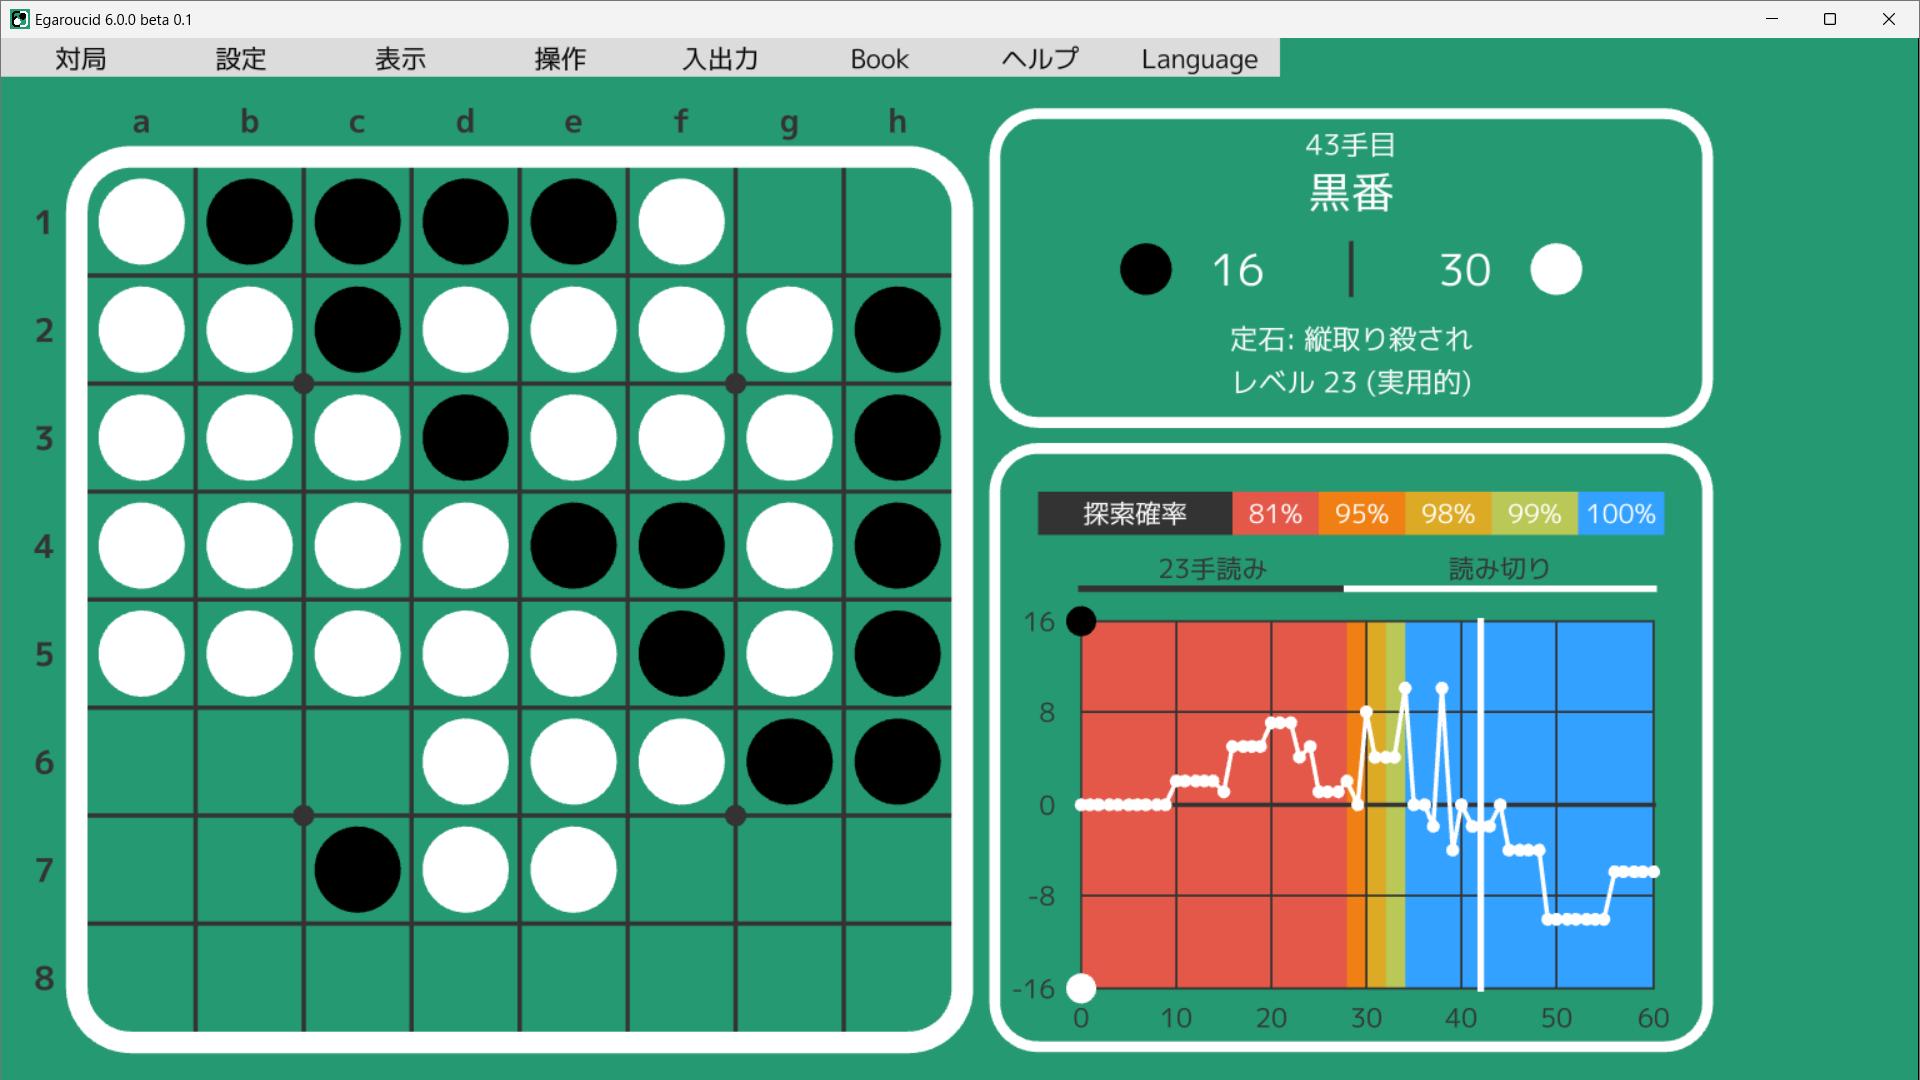 Egaroucid 6.0.0 beta 0.1
対局 設定 表示 操作 入出力 Book ヘルプ Language
a b c d e f g h
1
2
3
4
5
6
7
8
43手目
黒番
16 30
定石: 縦取り殺され
レベル 23 (実用的)
探索確率 81% 95% 98% 99% 100%
23手読み 読み切り
16
8
0
-8
-16
0 10 20 30 40 50 60